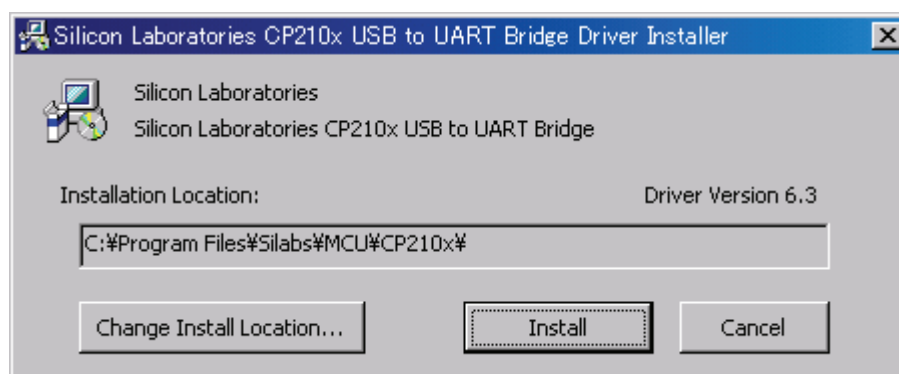 Silicon Laboratories CP210x USB to UART Bridge Driver Installer
Silicon Laboratories
Silicon Laboratories CP210x USB to UART Bridge
Installation Location:
Driver Version 6.3
C:¥Program Files¥Silabs¥MCU¥CP210x¥
Change Install Location...
Install
Cancel